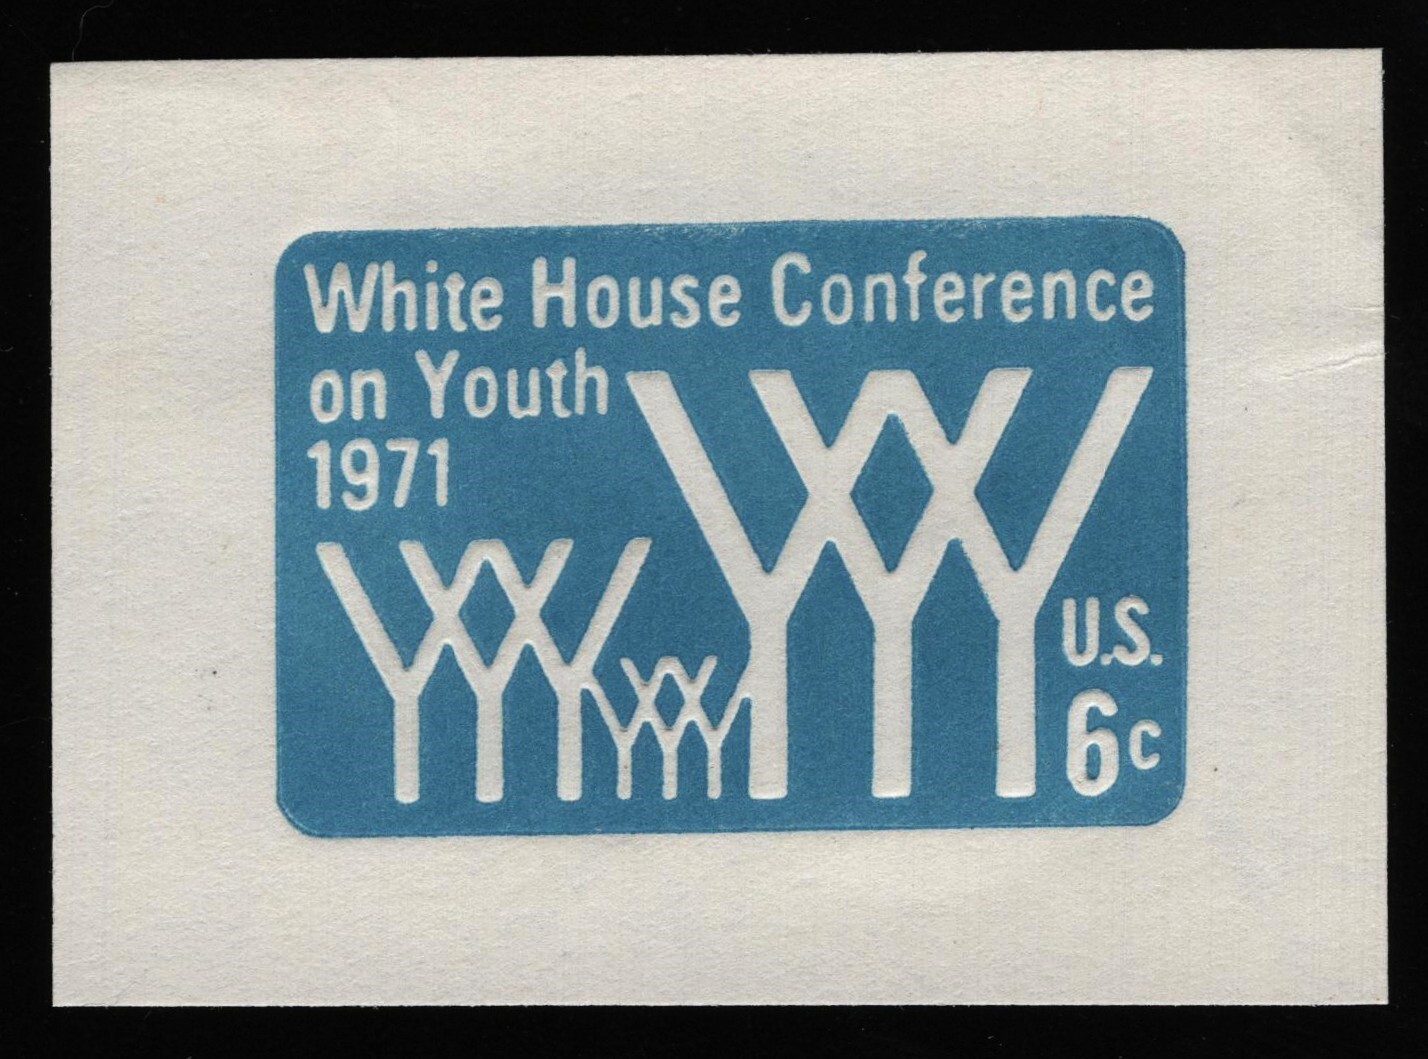 White House Conference
on Youth
1971
U.S.
6c